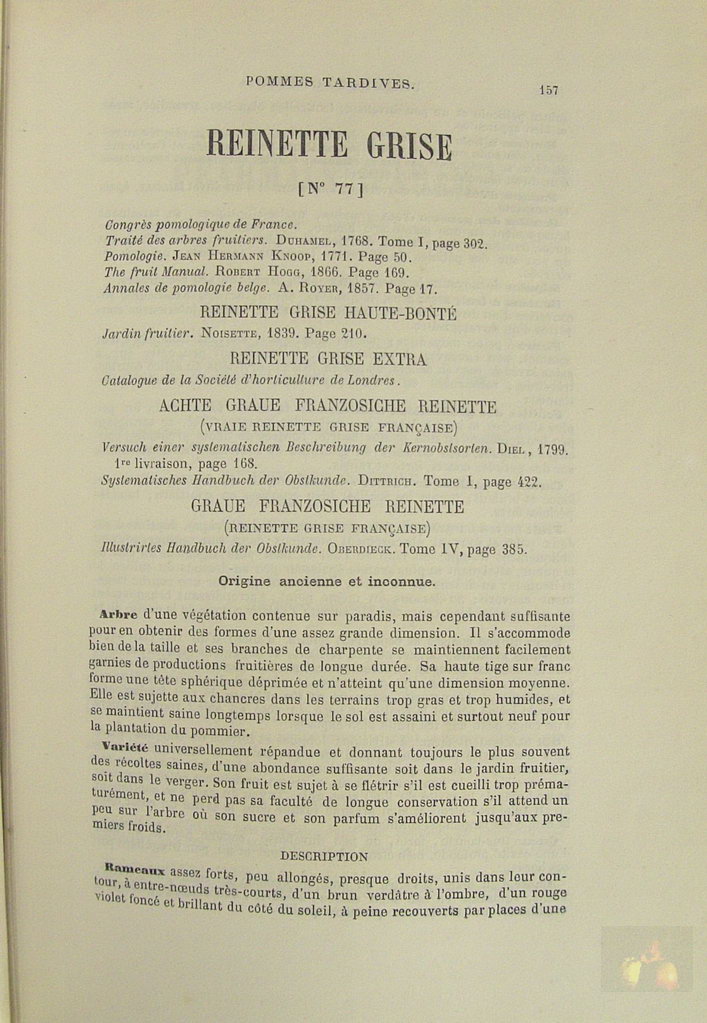 POMMES TARDIVES.
157
REINETTE GRISE
[N° 77]
Congrès pomologique de France.
Traité des arbres fruitiers. DUHAMEL, 1768. Tome I, page 302.
Pomologie. JEAN HERMANN KNOOP, 1771. Page 50.
The fruit Manual. ROBERT HOGG, 1866. Page 169.
Annales de pomologie belge. A. ROYER, 1857. Page 17.
REINETTE GRISE HAUTE-BONTÉ
Jardin fruitier. NOISETTE, 1839. Page 210.
REINETTE GRISE EXTRA
Catalogue de la Société d'horticulture de Londres.
ACHTE GRAUE FRANZOSICHE REINETTE
(VRAIE REINETTE GRISE FRANÇAISE)
Versuch einer systematischen Beschreibung der Kernobstsorten. DIEL, 1799.
1re livraison, page 168.
Systematisches Handbuch der Obstkunde. DITTRICH. Tome I, page 422.
GRAUE FRANZOSICHE REINETTE
(REINETTE GRISE FRANÇAISE)
Illustrirtes Handbuch der Obstkunde. OBERDIECK. Tome IV, page 385.
Origine ancienne et inconnue.
Arbre d'une végétation contenue sur paradis, mais cependant suffisante
pour en obtenir des formes d'une assez grande dimension. Il s'accommode
bien de la taille et ses branches de charpente se maintiennent facilement
garnies de productions fruitières de longue durée. Sa haute tige sur franc
forme une tête sphérique déprimée et n'atteint qu'une dimension moyenne.
Elle est sujette aux chancres dans les terrains trop gras et trop humides, et
se maintient saine longtemps lorsque le sol est assaini et surtout neuf pour
la plantation du pommier.
Variété universellement répandue et donnant toujours le plus souvent
des récoltes saines, d'une abondance suffisante soit dans le jardin fruitier,
soit dans le verger. Son fruit est sujet à se flétrir s'il est cueilli trop préma-
turément, et ne perd pas sa faculté de longue conservation s'il attend un
peu sur l'arbre où son sucre et son parfum s'améliorent jusqu'aux pre-
miers froids.
DESCRIPTION
Rameaux assez forts, peu allongés, presque droits, unis dans leur con-
tour, à entre-nœuds très-courts, d'un brun verdâtre à l'ombre, d'un rouge
violet foncé et brillant du côté du soleil, à peine recouverts par places d'une